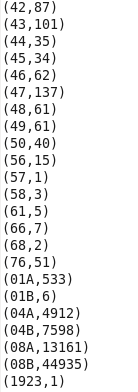 (42,87)
(43,101)
(44,35)
(45,34)
(46,62)
(47,137)
(48,61)
(49,61)
(50,40)
(56,15)
(57,1)
(58,3)
(61,5)
(66,7)
(68,2)
(76,51)
(01A,533)
(01B,6)
(04A,4912)
(04B,7598)
(08A,13161)
(08B,44935)
(1923,1)